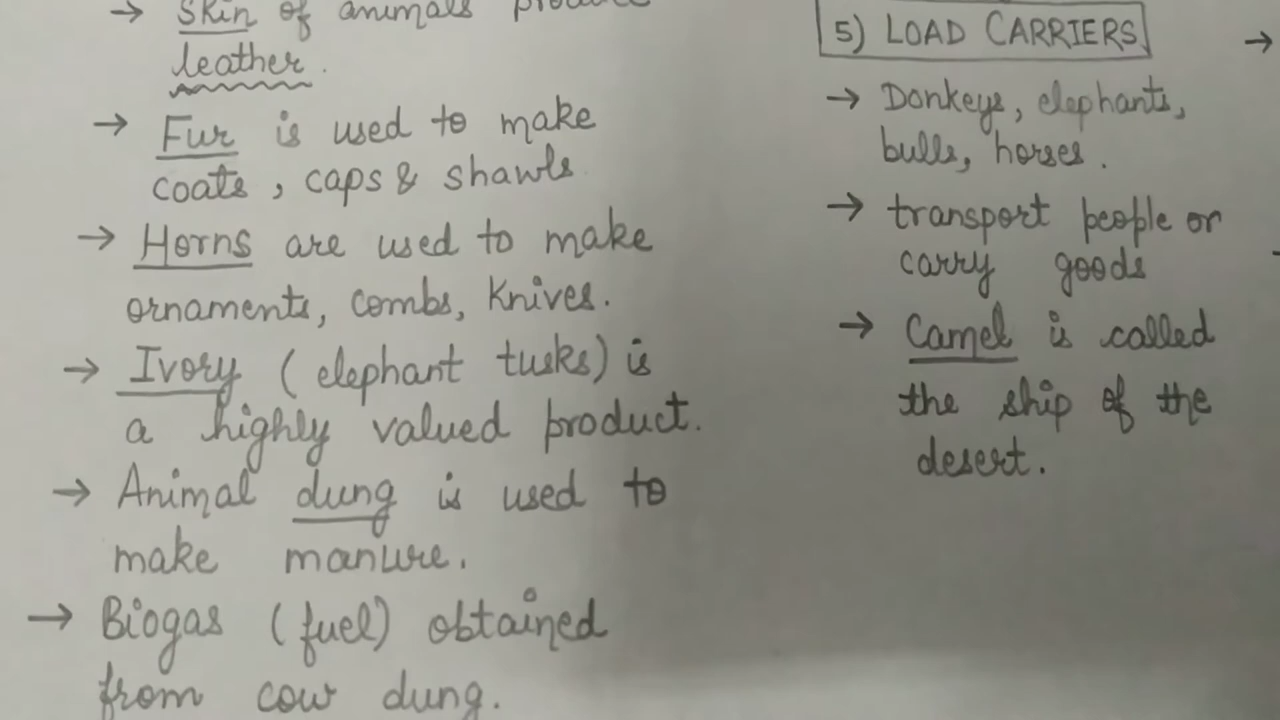 → Skin of animals produce
leather.
→ Fur is used to make
coats, caps & shawls
→ Horns are used to make
ornaments, combs, Knives.
→ Ivory (elephant tusks) is
a highly valued product.
→ Animal dung is used to
make manure.
→ Biogas (fuel) obtained
from cow dung.
5) LOAD CARRIERS
→ Donkeys, elephants,
bulls, horses.
→ transport people or
carry goods
→ Camel is called
the ship of the
desert.
→